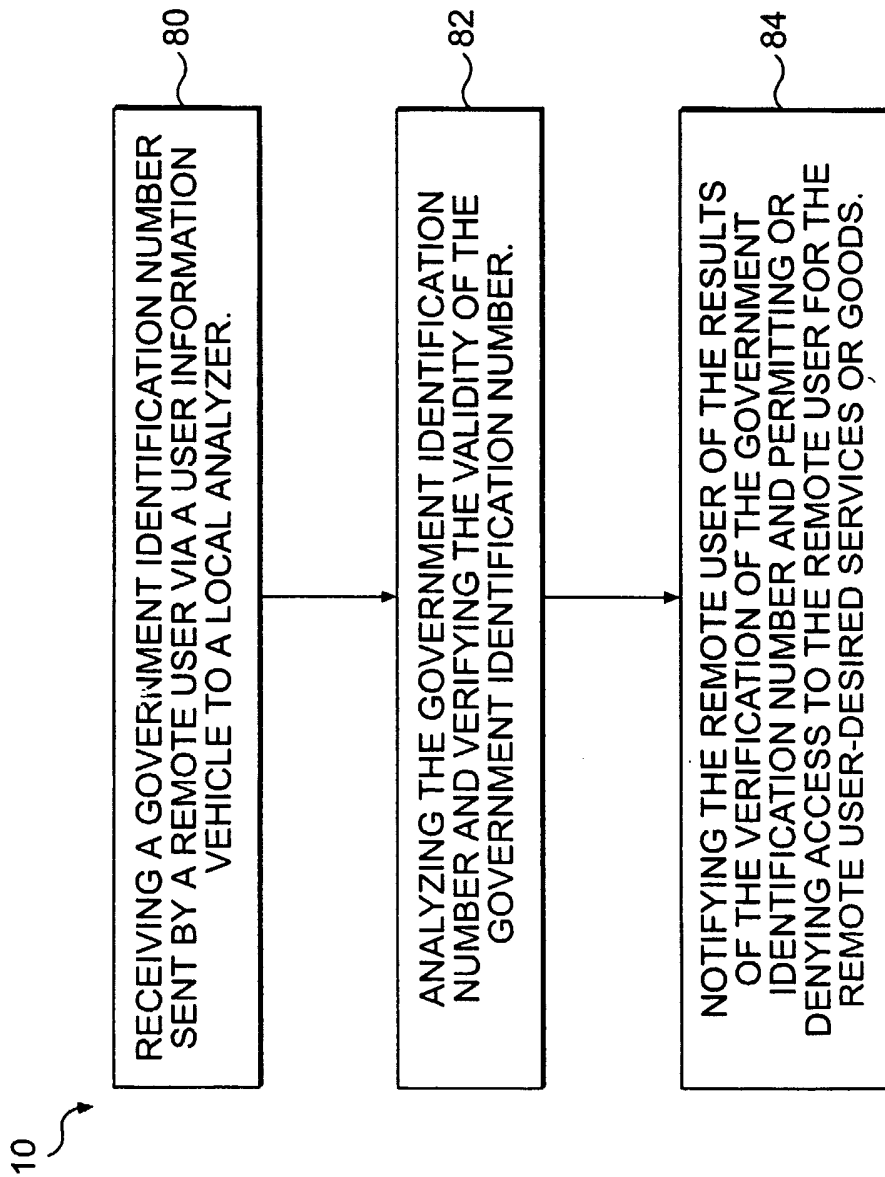 10
RECEIVING A GOVERNMENT IDENTIFICATION NUMBER
SENT BY A REMOTE USER VIA A USER INFORMATION
VEHICLE TO A LOCAL ANALYZER.
80
ANALYZING THE GOVERNMENT IDENTIFICATION
NUMBER AND VERIFYING THE VALIDITY OF THE
GOVERNMENT IDENTIFICATION NUMBER.
82
NOTIFYING THE REMOTE USER OF THE RESULTS
OF THE VERIFICATION OF THE GOVERNMENT
IDENTIFICATION NUMBER AND PERMITTING OR
DENYING ACCESS TO THE REMOTE USER FOR THE
REMOTE USER-DESIRED SERVICES OR GOODS.
84